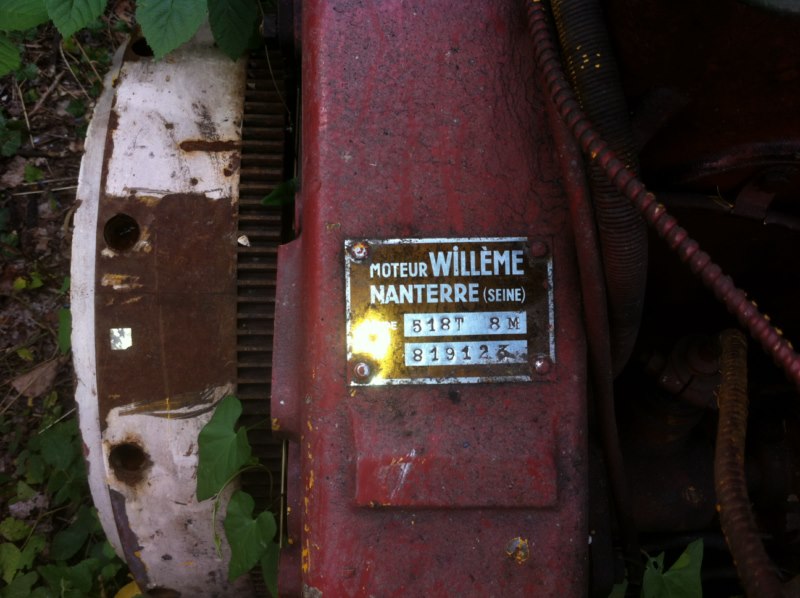 MOTEUR WILLÈME
NANTERRE (SEINE)
518T 8M
819123